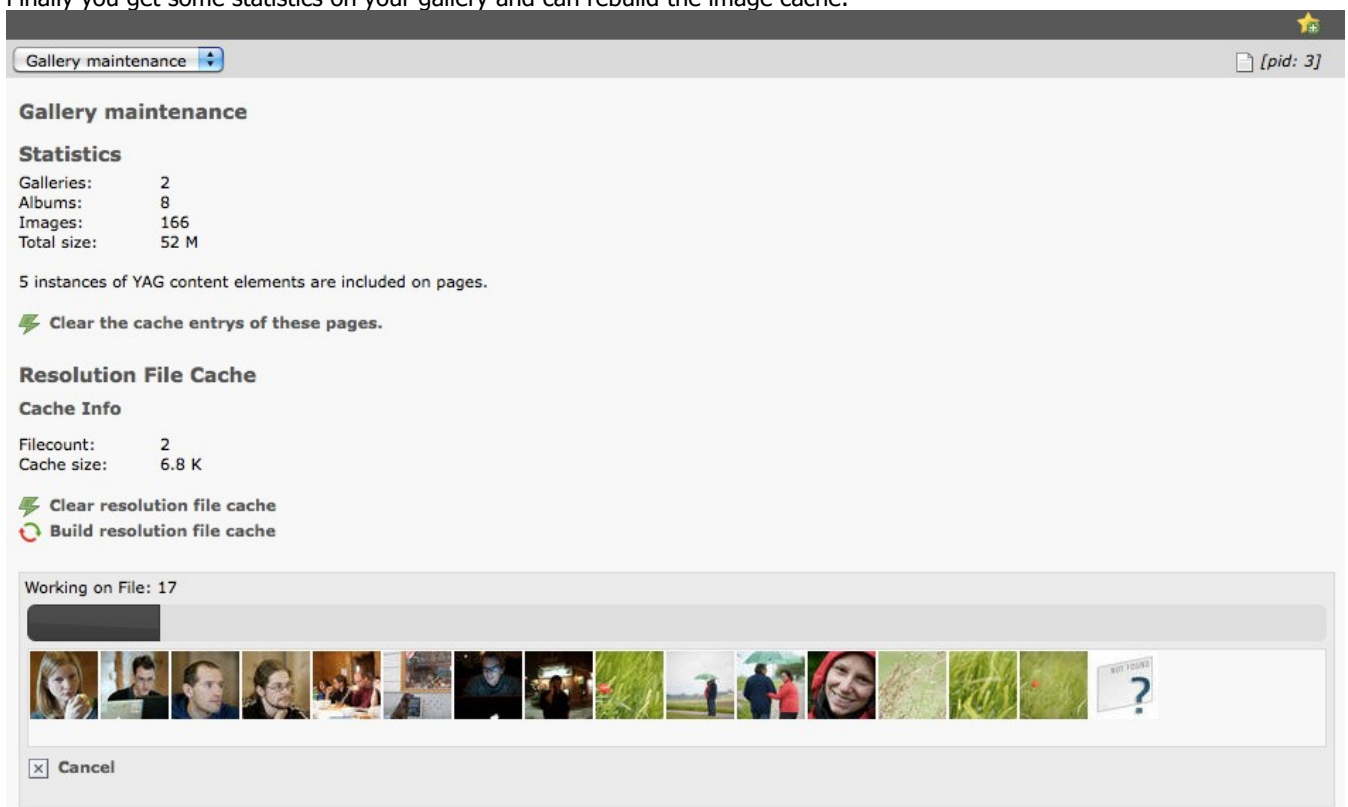 Finally you get some statistics on your gallery and can rebuild the image cache.
Gallery maintenance
[pid: 3]
Gallery maintenance
Statistics
Galleries: 2
Albums: 8
Images: 166
Total size: 52 M
5 instances of YAG content elements are included on pages.
Clear the cache entrys of these pages.
Resolution File Cache
Cache Info
Filecount: 2
Cache size: 6.8 K
Clear resolution file cache
Build resolution file cache
Working on File: 17
NOT FOUND
?
Cancel